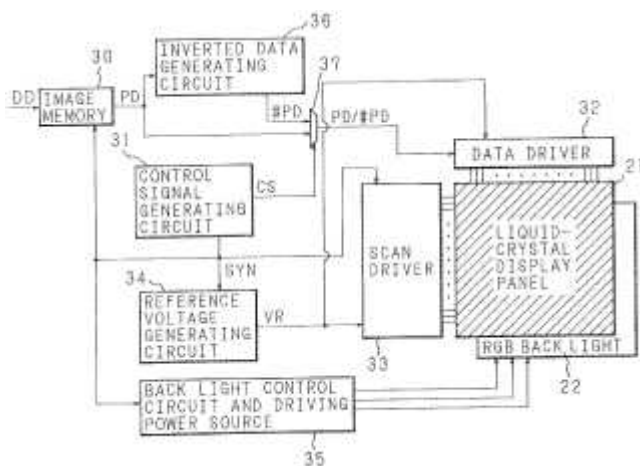 36
INVERTED DATA
GENERATING
CIRCUIT
37
30
DD
IMAGE
MEMORY
PD
#PD
PD/#PD
32
DATA DRIVER
21
31
CONTROL
SIGNAL
GENERATING
CIRCUIT
CS
SCAN
DRIVER
LIQUID-
CRYSTAL
DISPLAY
PANEL
SYN
34
REFERENCE
VOLTAGE
GENERATING
CIRCUIT
VR
33
RGB BACK LIGHT
22
BACK LIGHT CONTROL
CIRCUIT AND DRIVING
POWER SOURCE
35